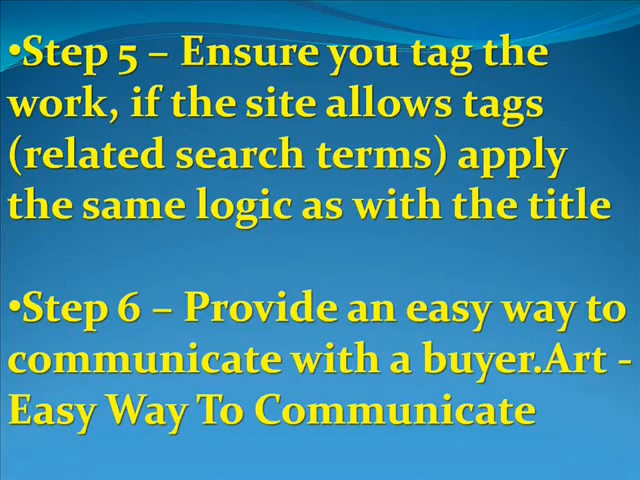 •Step 5 – Ensure you tag the
work, if the site allows tags
(related search terms) apply
the same logic as with the title
•Step 6 – Provide an easy way to
communicate with a buyer.Art -
Easy Way To Communicate